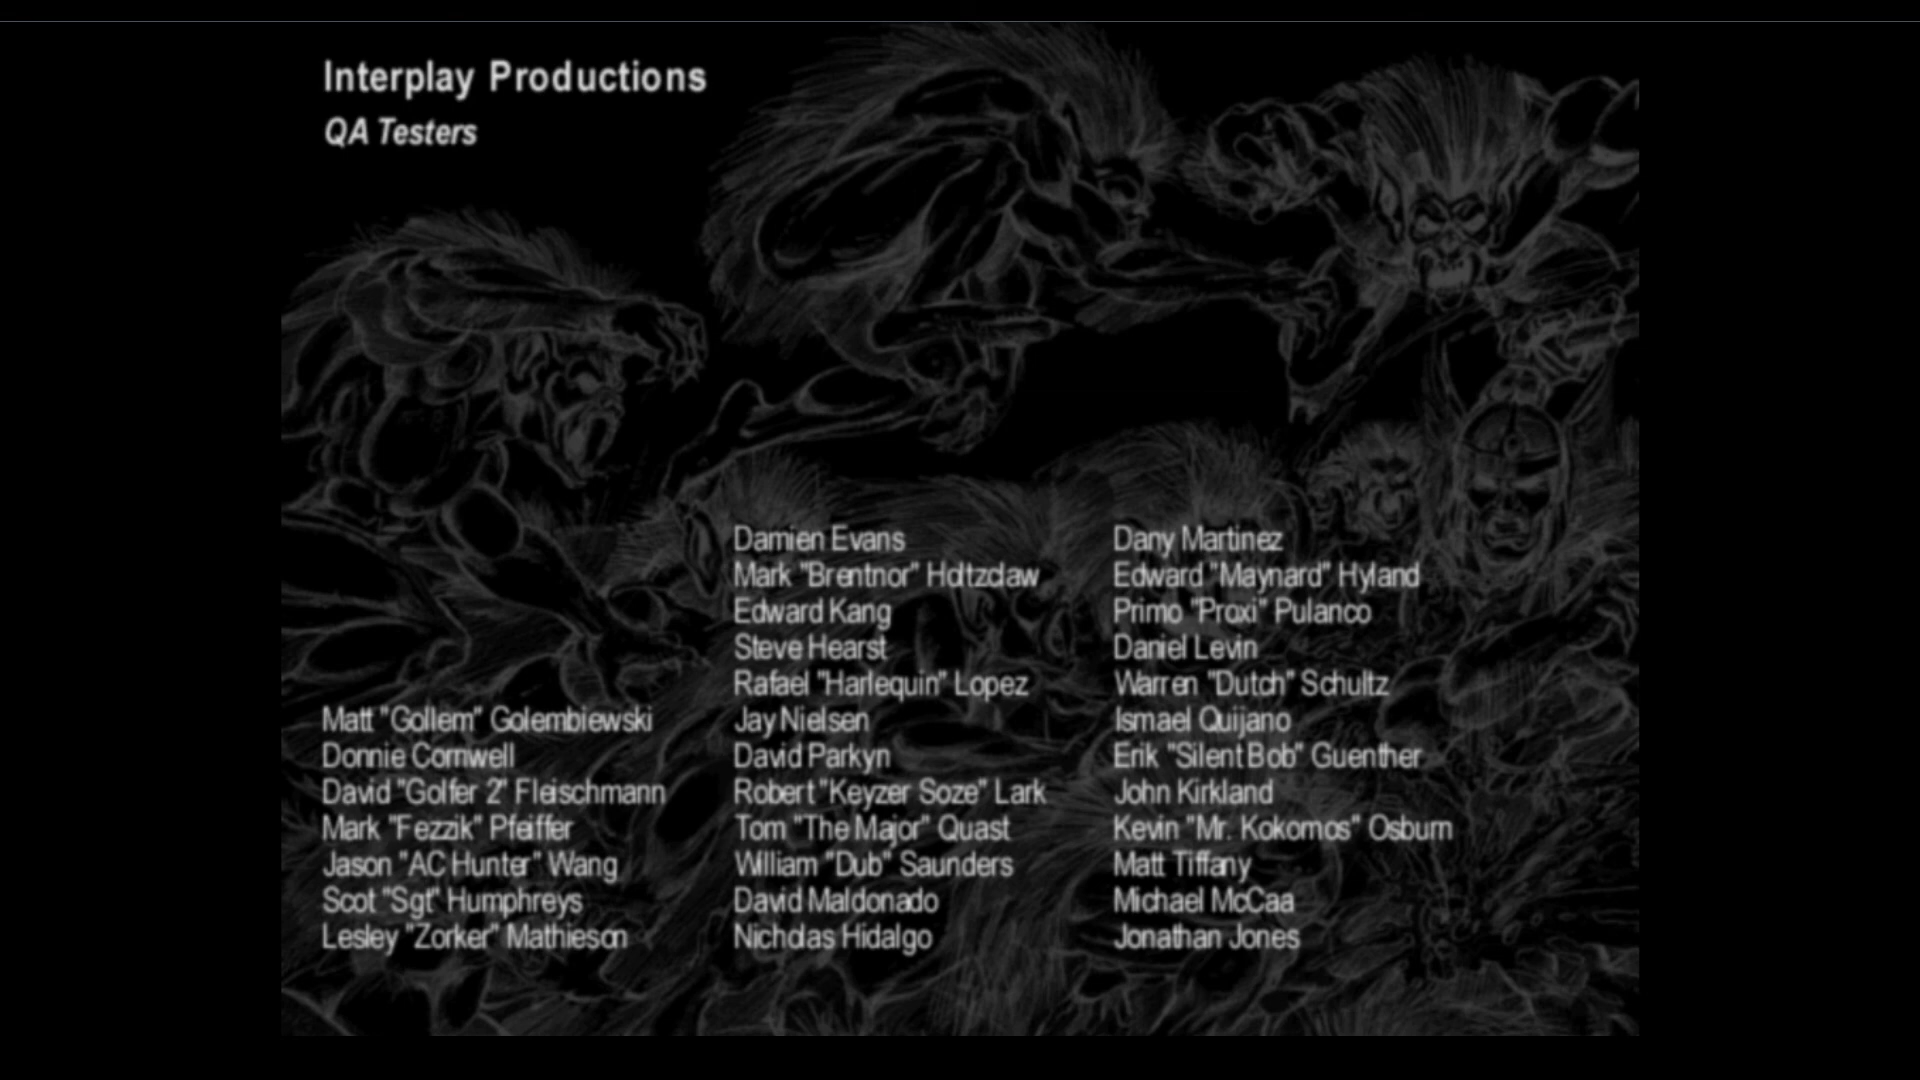 Interplay Productions
QA Testers
Matt "Gollem" Golembiewski
Donnie Cornwell
David "Golfer 2" Fleischmann
Mark "Fezzik" Pfeiffer
Jason "AC Hunter" Wang
Scot "Sgt" Humphreys
Lesley "Zorker" Mathieson
Damien Evans
Mark "Brentnor" Holtzclaw
Edward Kang
Steve Hearst
Rafael "Harlequin" Lopez
Jay Nielsen
David Parkyn
Robert "Keyzer Soze" Lark
Tom "The Major" Quast
William "Dub" Saunders
David Maldonado
Nicholas Hidalgo
Dany Martinez
Edward "Maynard" Hyland
Primo "Proxi" Pulanco
Daniel Levin
Warren "Dutch" Schultz
Ismael Quijano
Erik "Silent Bob" Guenther
John Kirkland
Kevin "Mr. Kokomos" Osburn
Matt Tiffany
Michael McCaa
Jonathan Jones